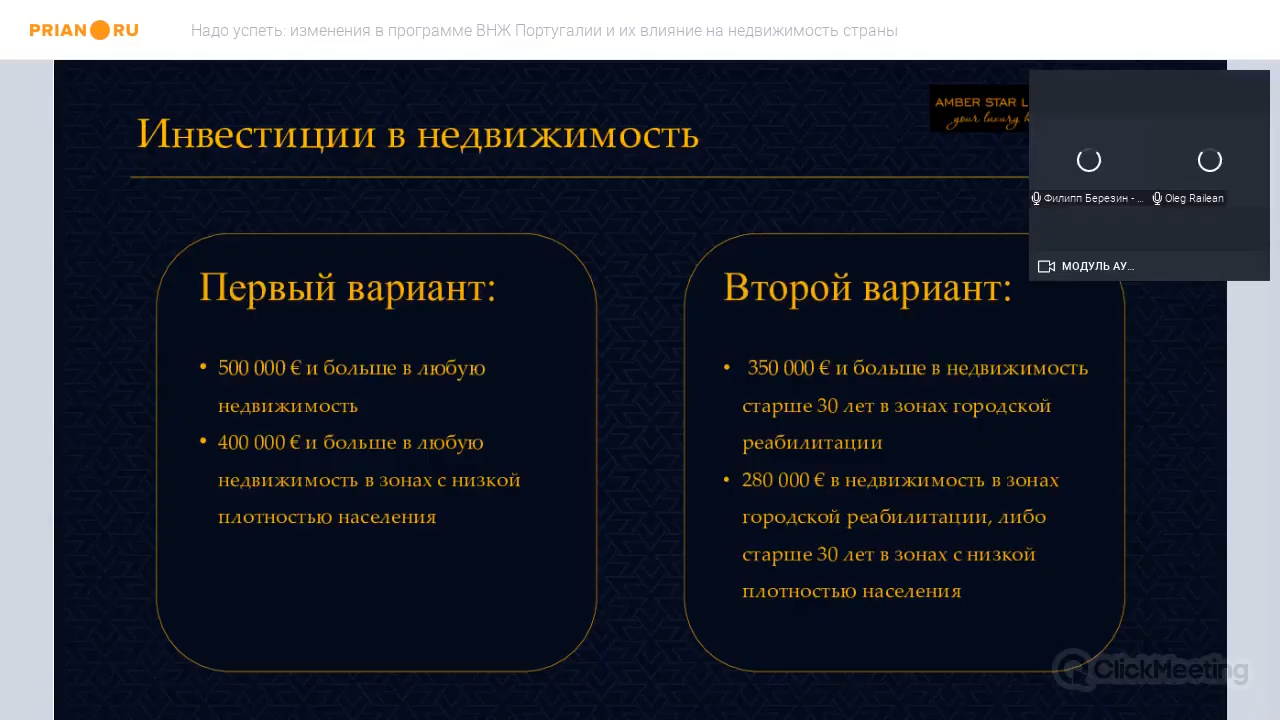 PRIAN RU
Надо успеть: изменения в программе ВНЖ Португалии и их влияние на недвижимость страны
AMBER STAR L
your luxury h
Инвестиции в недвижимость
Филипп Березин - ...
Oleg Railean
МОДУЛЬ АУ...
Первый вариант:
• 500 000 € и больше в любую
недвижимость
• 400 000 € и больше в любую
недвижимость в зонах с низкой
плотностью населения
Второй вариант:
• 350 000 € и больше в недвижимость
старше 30 лет в зонах городской
реабилитации
• 280 000 € в недвижимость в зонах
городской реабилитации, либо
старше 30 лет в зонах с низкой
плотностью населения
ClickMeeting